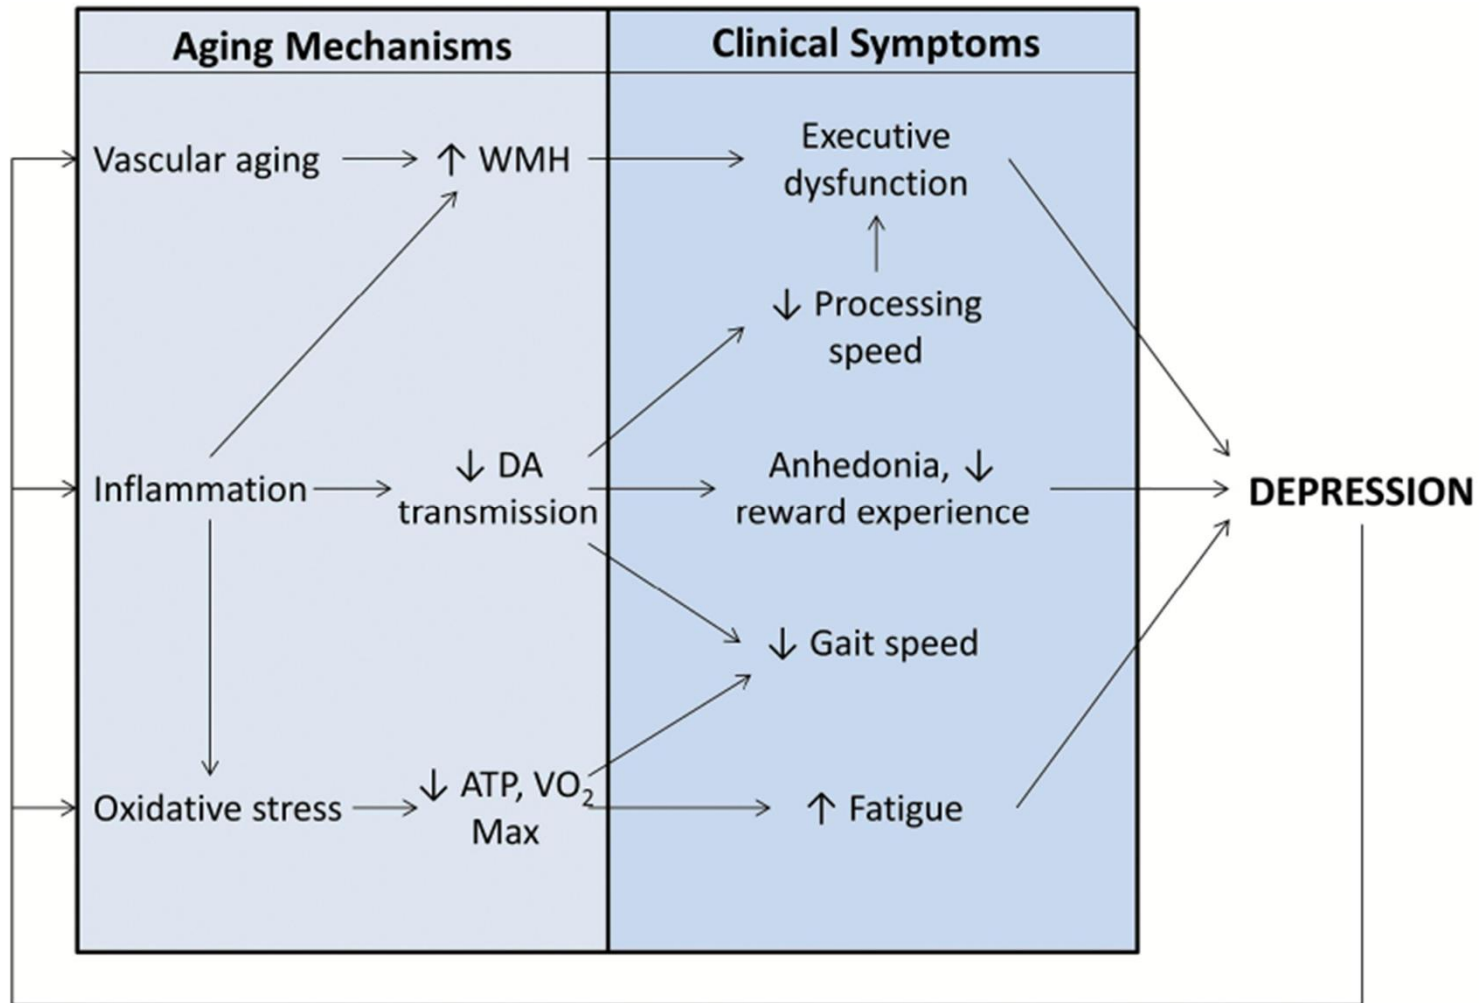 Aging Mechanisms
Clinical Symptoms
Vascular aging
↑ WMH
Executive
dysfunction
↓ Processing
speed
Inflammation
↓ DA
transmission
Anhedonia, ↓
reward experience
DEPRESSION
↓ Gait speed
Oxidative stress
↓ ATP, VO₂
Max
↑ Fatigue